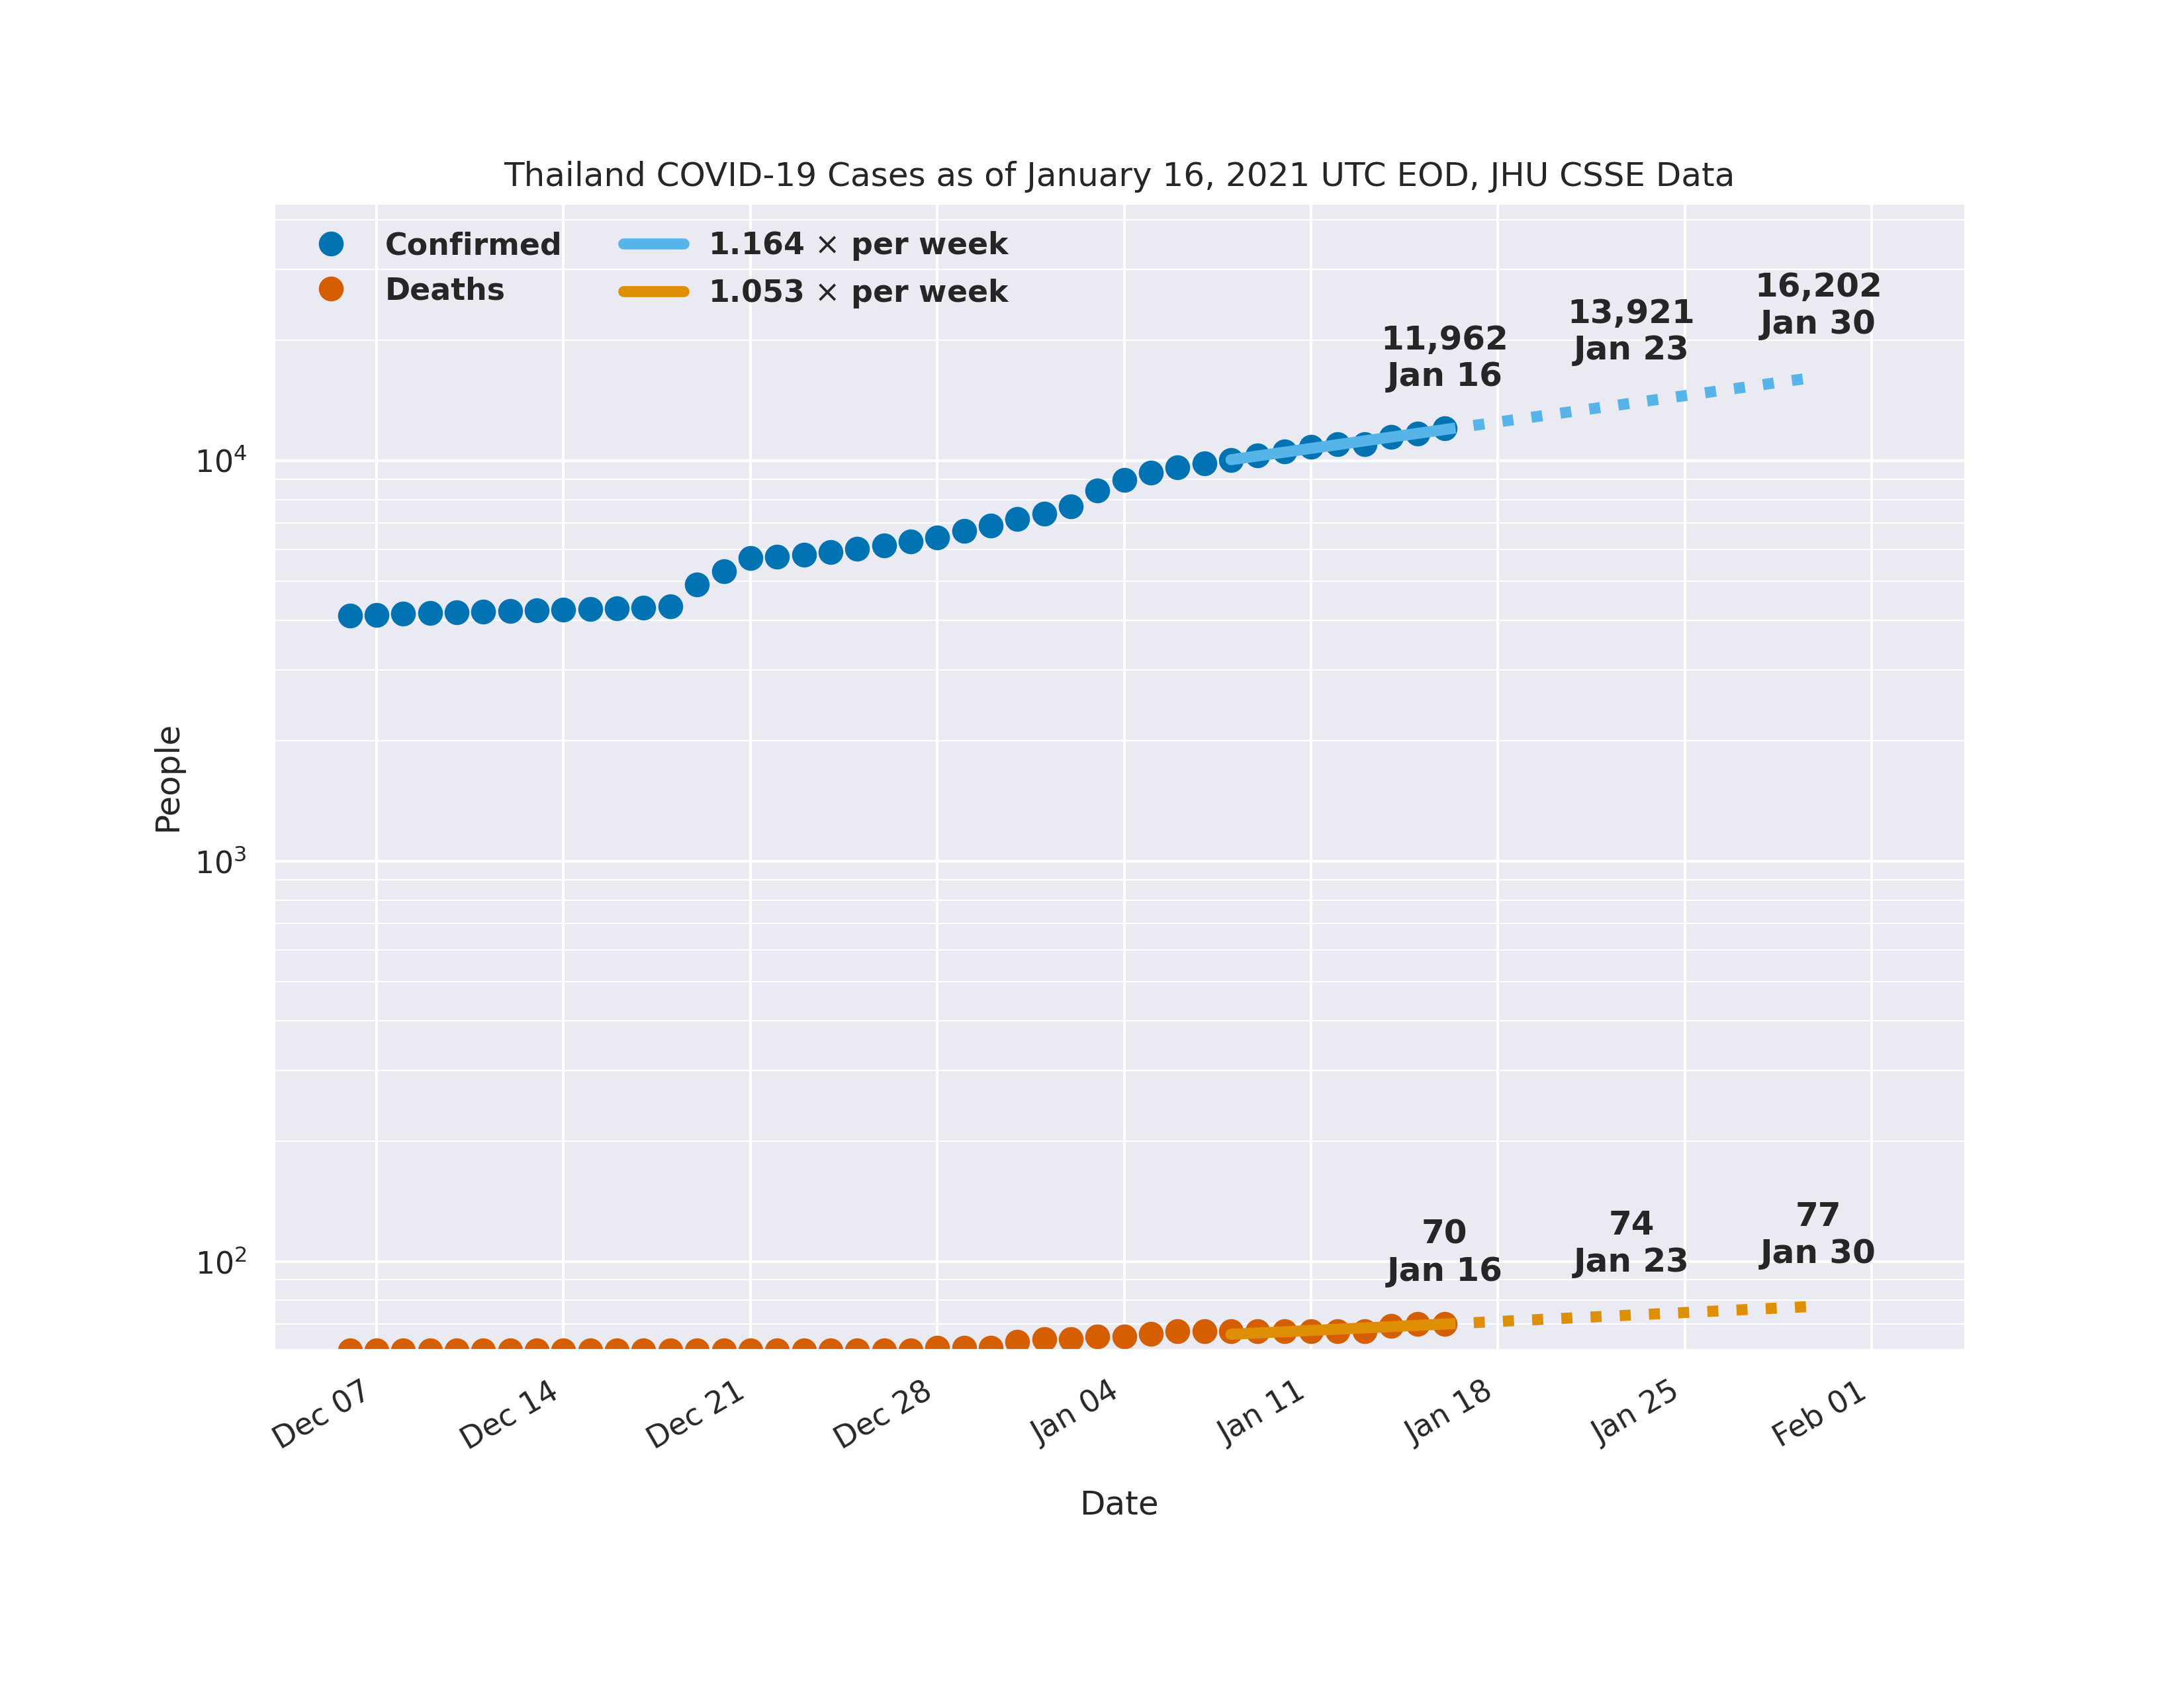 Thailand COVID-19 Cases as of January 16, 2021 UTC EOD, JHU CSSE Data
Confirmed
Deaths
1.164 × per week
1.053 × per week
16,202
Jan 30
13,921
Jan 23
11,962
Jan 16
10⁴
10³
10²
People
70
Jan 16
74
Jan 23
77
Jan 30
Dec 07
Dec 14
Dec 21
Dec 28
Jan 04
Jan 11
Jan 18
Jan 25
Feb 01
Date